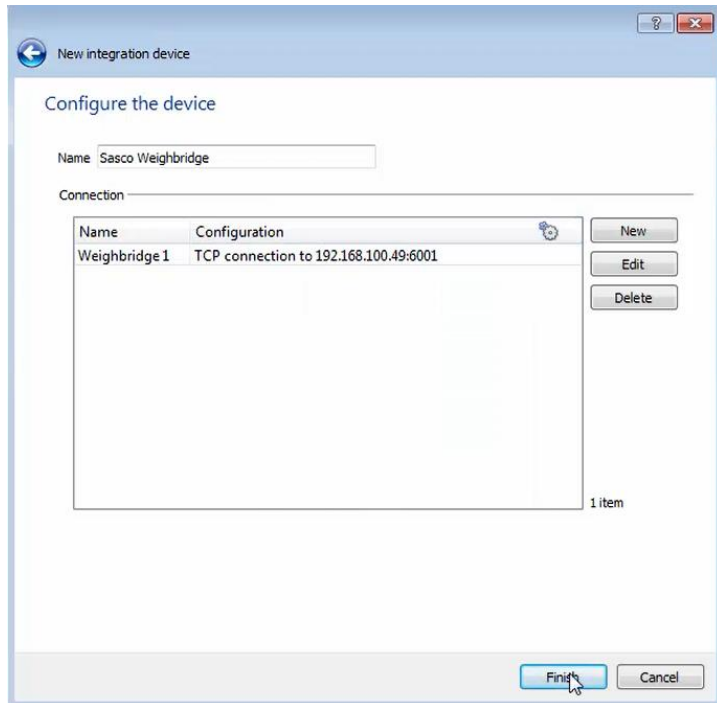 New integration device
Configure the device
Name Sasco Weighbridge
Connection
Name Configuration
New
Weighbridge 1 TCP connection to 192.168.100.49:6001
Edit
Delete
1 item
Finish Cancel